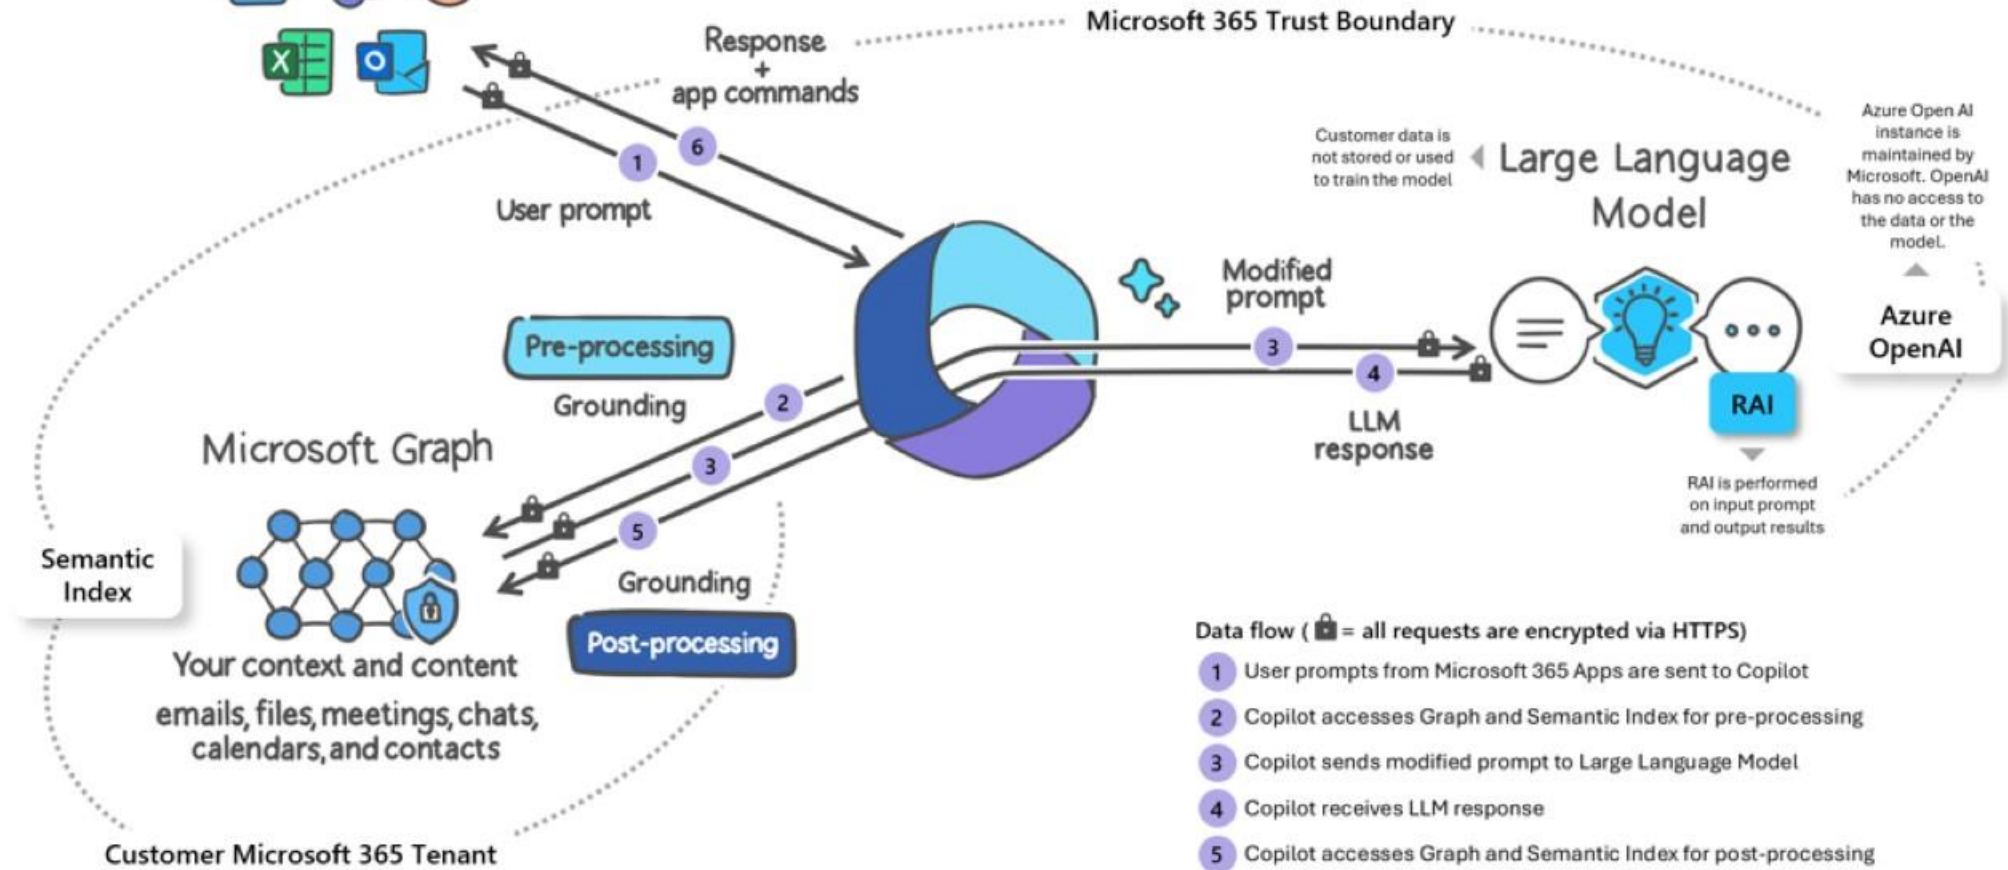 Microsoft 365 Trust Boundary
Response
+
app commands
X
O
6
1
User prompt
Customer data is
not stored or used
to train the model
Large Language
Model
Azure Open AI
instance is
maintained by
Microsoft. OpenAI
has no access to
the data or the
model.
Modified
prompt
3
4
LLM
response
Azure
OpenAI
RAI
RAI is performed
on input prompt
and output results
Pre-processing
Grounding
2
3
5
Microsoft Graph
Semantic
Index
Grounding
Post-processing
Your context and content
emails, files, meetings, chats,
calendars, and contacts
Customer Microsoft 365 Tenant
Data flow ( = all requests are encrypted via HTTPS)
1 User prompts from Microsoft 365 Apps are sent to Copilot
2 Copilot accesses Graph and Semantic Index for pre-processing
3 Copilot sends modified prompt to Large Language Model
4 Copilot receives LLM response
5 Copilot accesses Graph and Semantic Index for post-processing